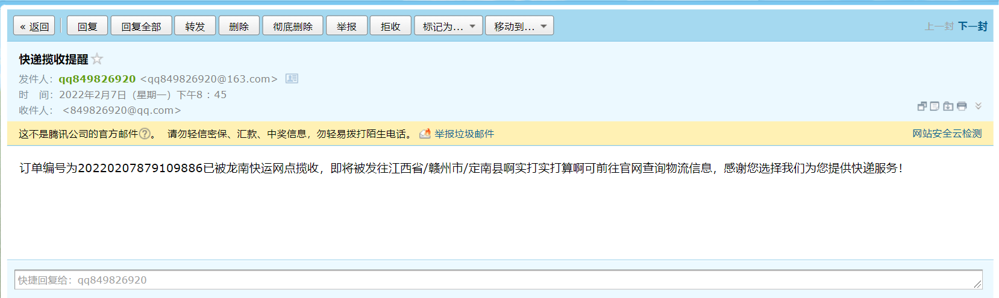 « 返回 回复 回复全部 转发 删除 彻底删除 举报 拒收 标记为... 移动到... 上一封 下一封
快递揽收提醒
发件人：qq849826920 <qq849826920@163.com>
时　间：2022年2月7日（星期一）下午8：45
收件人： <849826920@qq.com>
这不是腾讯公司的官方邮件?。 请勿轻信密保、汇款、中奖信息，勿轻易拨打陌生电话。 举报垃圾邮件 网站安全云检测
订单编号为20220207879109886已被龙南快运网点揽收，即将被发往江西省/赣州市/定南县啊实打实打算啊可前往官网查询物流信息，感谢您选择我们为您提供快递服务！
快捷回复给：qq849826920